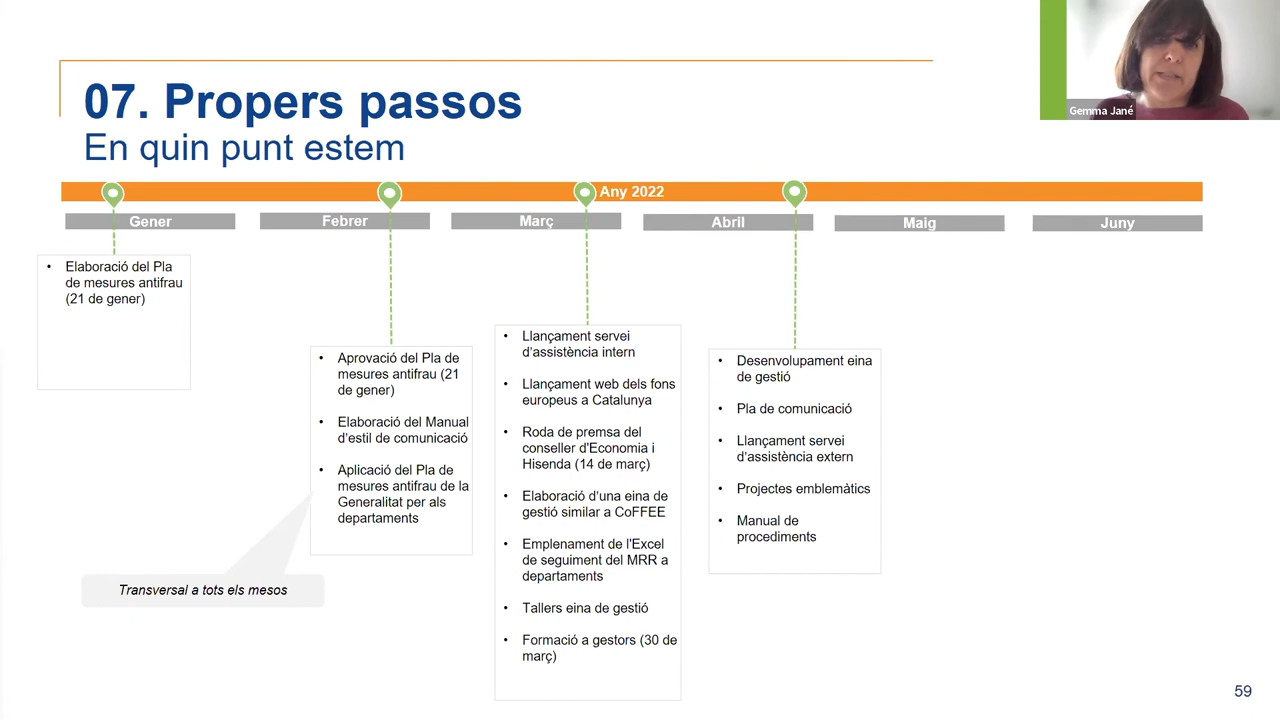 07. Propers passos
En quin punt estem
Gemma Jané
Any 2022
Gener
Febrer
Març
Abril
Maig
Juny
• Elaboració del Pla
de mesures antifrau
(21 de gener)
• Aprovació del Pla de
mesures antifrau (21
de gener)
• Elaboració del Manual
d'estil de comunicació
• Aplicació del Pla de
mesures antifrau de la
Generalitat per als
departaments
Transversal a tots els mesos
• Llançament servei
d'assistència intern
• Llançament web dels fons
europeus a Catalunya
• Roda de premsa del
conseller d'Economia i
Hisenda (14 de març)
• Elaboració d'una eina de
gestió similar a CoFFEE
• Emplenament de l'Excel
de seguiment del MRR a
departaments
• Tallers eina de gestió
• Formació a gestors (30 de
març)
• Desenvolupament eina
de gestió
• Pla de comunicació
• Llançament servei
d'assistència extern
• Projectes emblemàtics
• Manual de
procediments
59